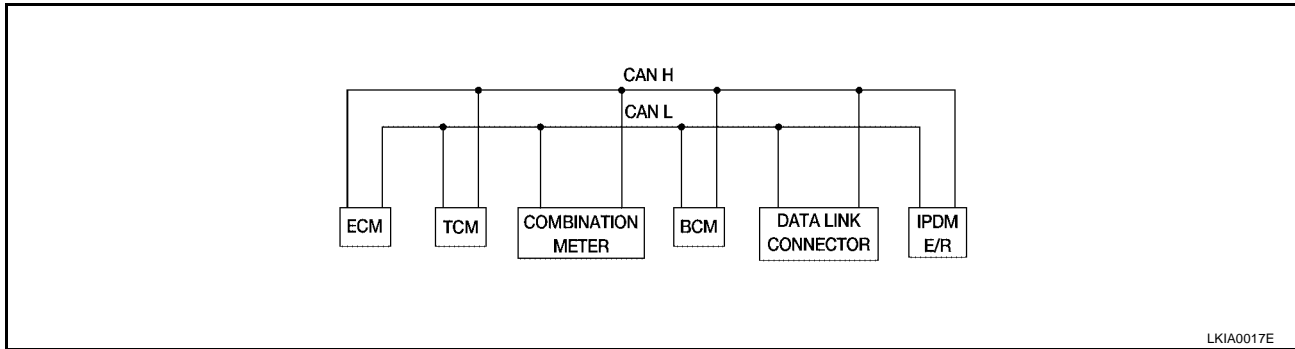 CAN H
CAN L
ECM
TCM
COMBINATION
METER
BCM
DATA LINK
CONNECTOR
IPDM
E/R
LKIA0017E